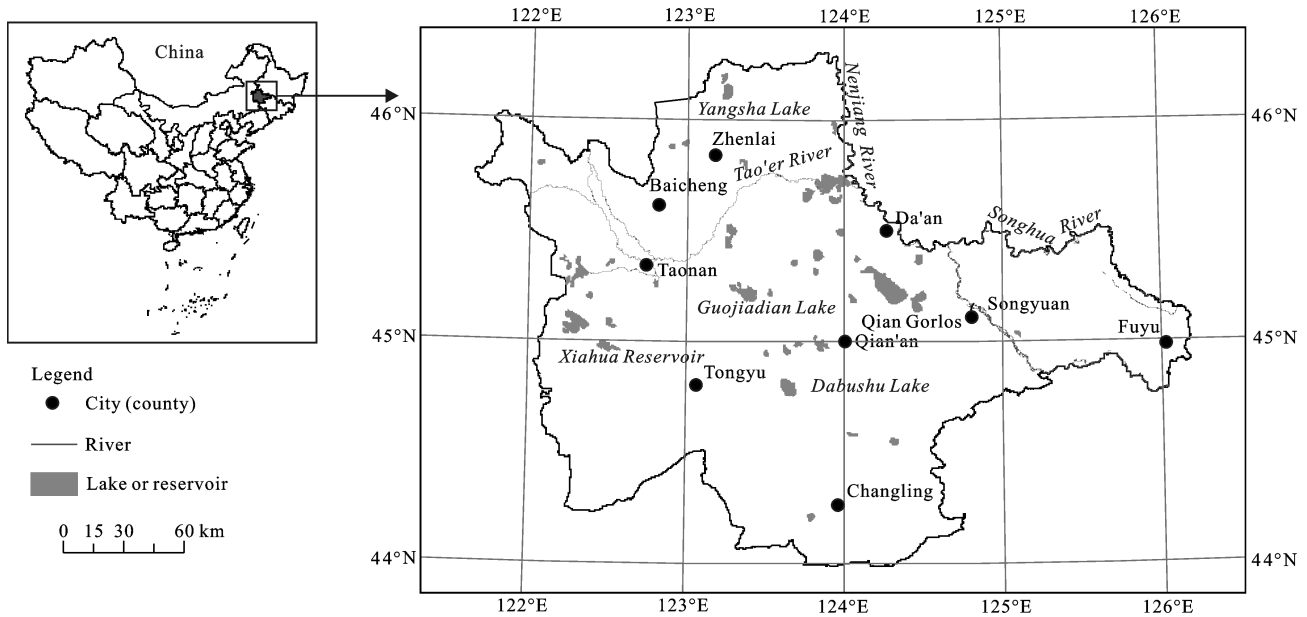 China
Legend
City (county)
River
Lake or reservoir
0 15 30 60 km
122°E 123°E 124°E 125°E 126°E
46°N 46°N
Yangsha Lake
Nenjiang River
Zhenlai
Tao'er River
Baicheng
Da'an
Songhua River
Taonan
Guojiadian Lake
Songyuan
Qian Gorlos
Fuyu
45°N 45°N
Qian'an
Xiahua Reservoir
Tongyu
Dabushu Lake
Changling
44°N 44°N
122°E 123°E 124°E 125°E 126°E